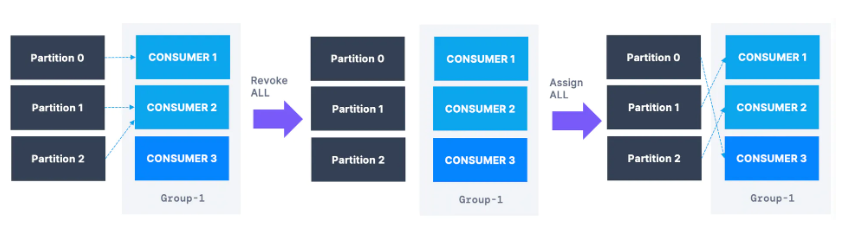 Partition 0
CONSUMER 1
Partition 1
CONSUMER 2
Partition 2
CONSUMER 3
Group-1
Revoke
ALL
Partition 0
CONSUMER 1
Partition 1
CONSUMER 2
Partition 2
CONSUMER 3
Group-1
Assign
ALL
Partition 0
CONSUMER 1
Partition 1
CONSUMER 2
Partition 2
CONSUMER 3
Group-1